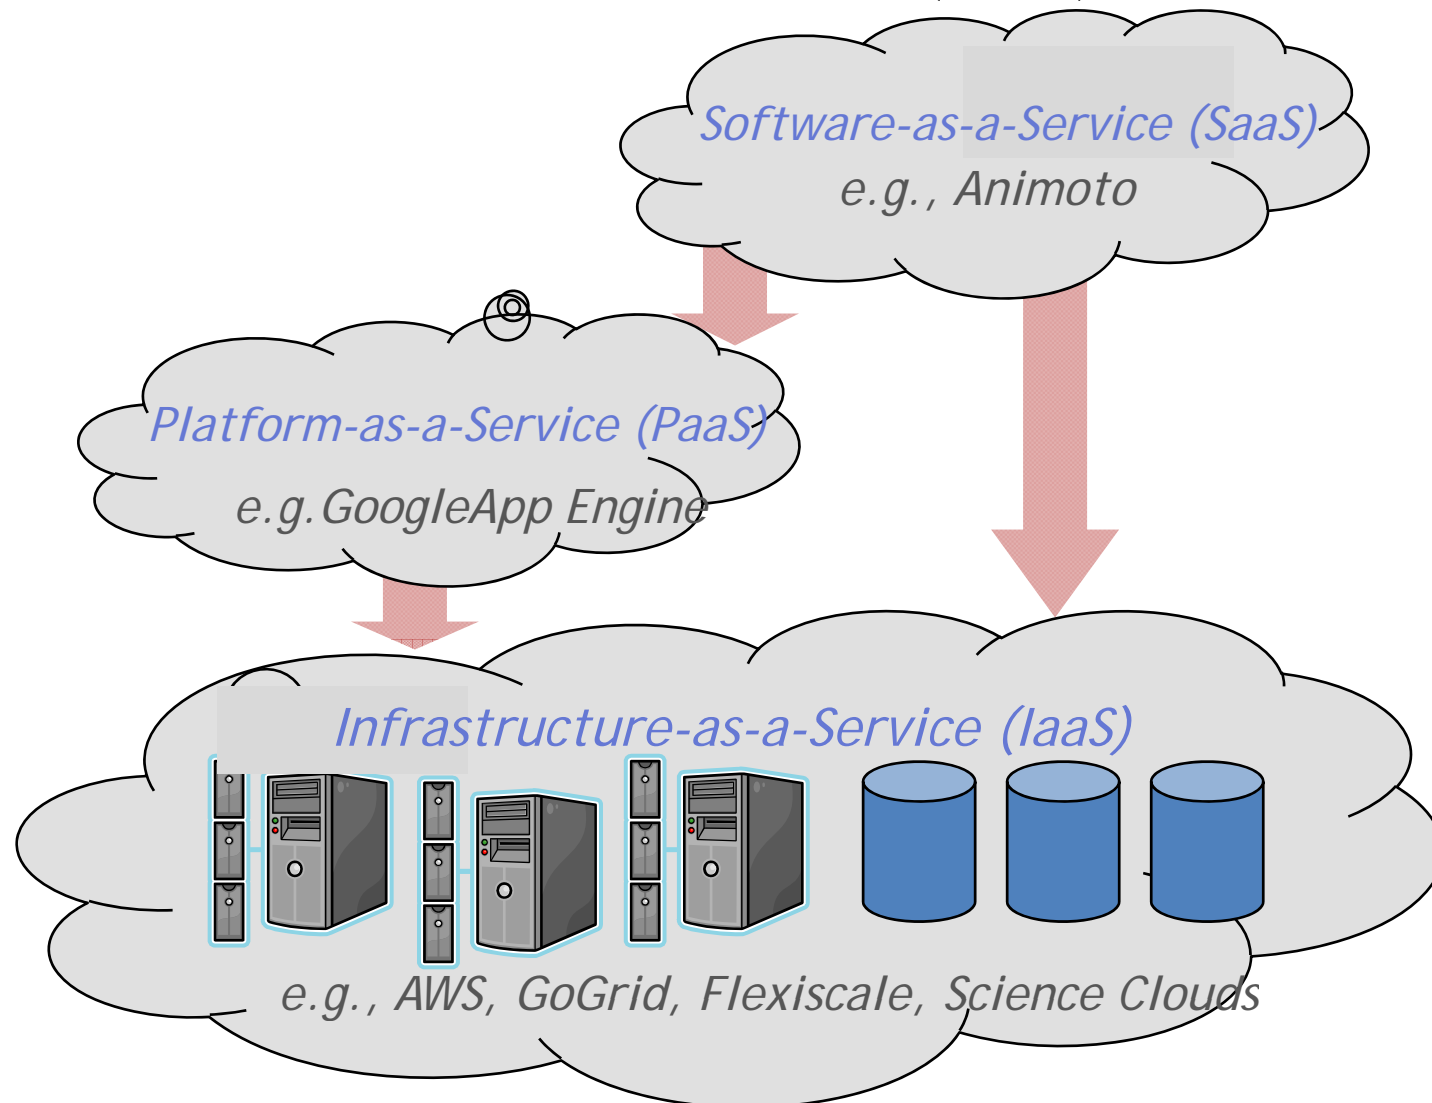 Software-as-a-Service (SaaS)
e.g., Animoto
Platform-as-a-Service (PaaS)
e.g.GoogleApp Engine
Infrastructure-as-a-Service (IaaS)
e.g., AWS, GoGrid, Flexiscale, Science Clouds